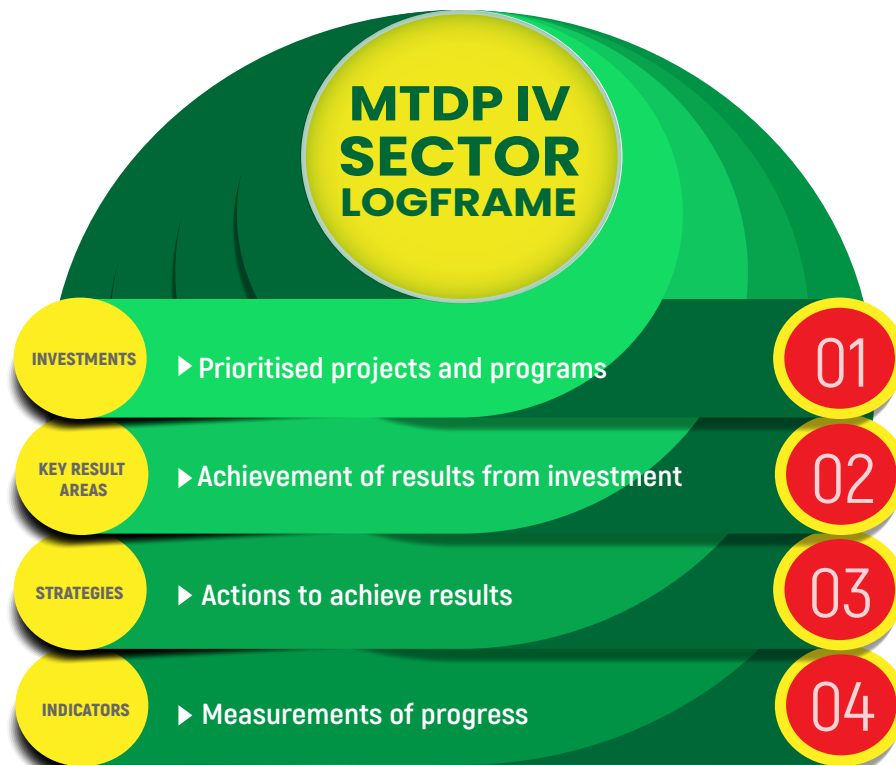 MTDP IV
SECTOR
LOGFRAME
INVESTMENTS
Prioritised projects and programs
01
KEY RESULT
AREAS
Achievement of results from investment
02
STRATEGIES
Actions to achieve results
03
INDICATORS
Measurements of progress
04